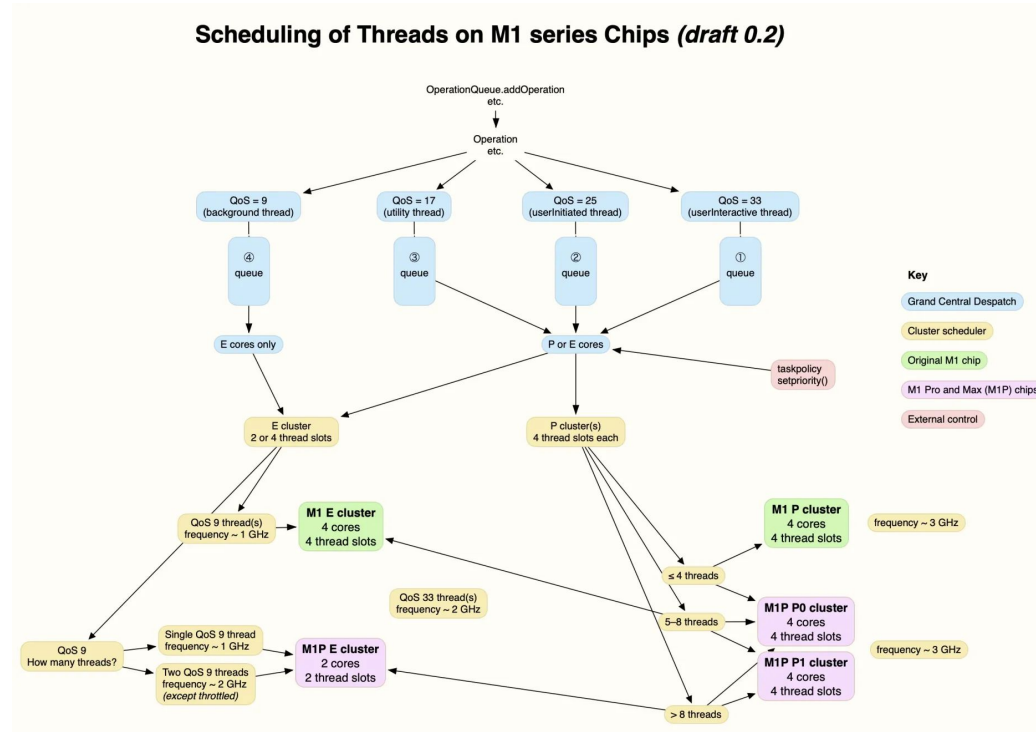 Scheduling of Threads on M1 series Chips (draft 0.2)
OperationQueue.addOperation
etc.
Operation
etc.
QoS = 9
(background thread)
QoS = 17
(utility thread)
QoS = 25
(userInitiated thread)
QoS = 33
(userInteractive thread)
④
queue
③
queue
②
queue
①
queue
E cores only
P or E cores
taskpolicy
setpriority()
Key
Grand Central Despatch
Cluster scheduler
Original M1 chip
M1 Pro and Max (M1P) chips
External control
E cluster
2 or 4 thread slots
P cluster(s)
4 thread slots each
QoS 9 thread(s)
frequency ~ 1 GHz
M1 E cluster
4 cores
4 thread slots
M1 P cluster
4 cores
4 thread slots
frequency ~ 3 GHz
≤ 4 threads
QoS 33 thread(s)
frequency ~ 2 GHz
5–8 threads
M1P P0 cluster
4 cores
4 thread slots
frequency ~ 3 GHz
QoS 9
How many threads?
Single QoS 9 thread
frequency ~ 1 GHz
Two QoS 9 threads
frequency ~ 2 GHz
(except throttled)
M1P E cluster
2 cores
2 thread slots
M1P P1 cluster
4 cores
4 thread slots
> 8 threads